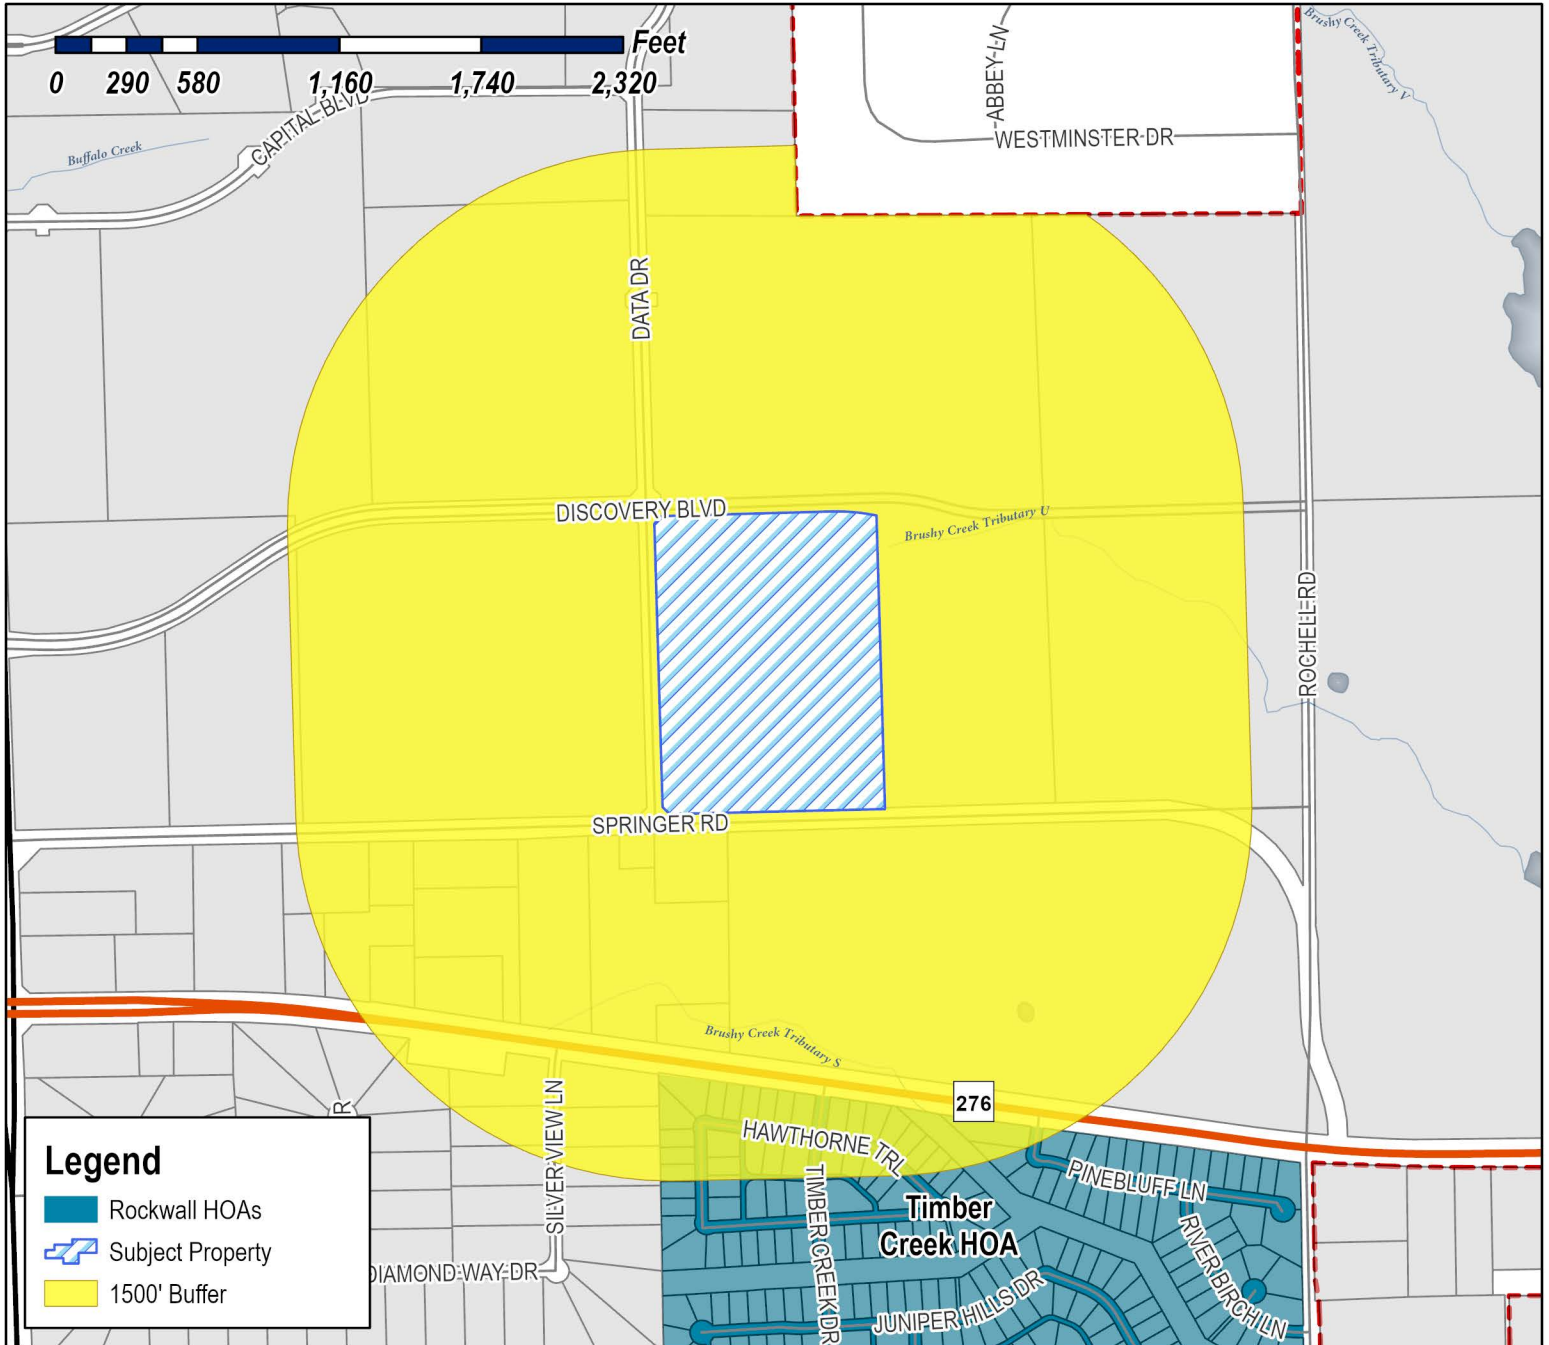 Feet
0 290 580 1,160 1,740 2,320
Brushy Creek Tributary V
ABBEY LN
WESTMINSTER DR
CAPITAL BLVD
Buffalo Creek
DATA DR
DISCOVERY BLVD
Brushy Creek Tributary U
ROCHELL RD
SPRINGER RD
Brushy Creek Tributary S
276
SILVER VIEW LN
R
HAWTHORNE TRL
PINEBLUFF LN
TIMBER CREEK DR
Timber
Creek HOA
RIVER BIRCH LN
DIAMOND WAY DR
JUNIPER HILLS DR
Legend
Rockwall HOAs
Subject Property
1500' Buffer